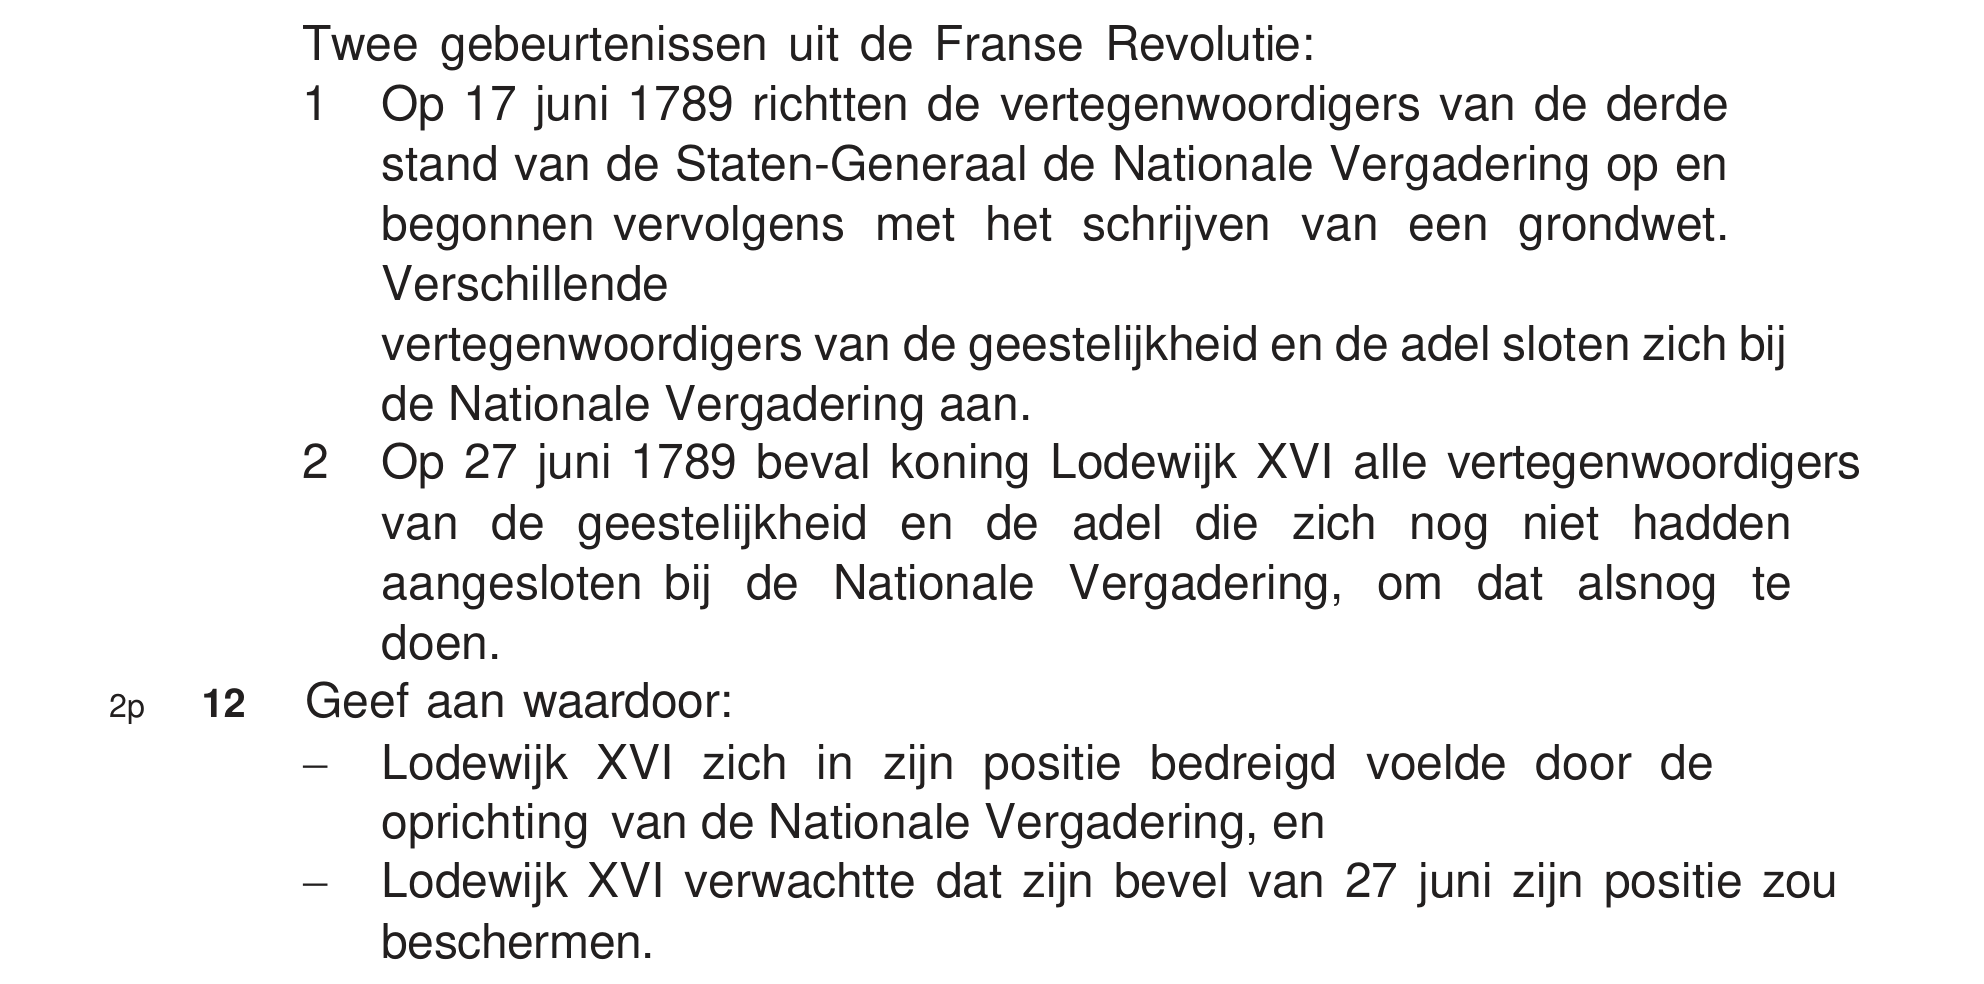 Twee gebeurtenissen uit de Franse Revolutie:
1 Op 17 juni 1789 richtten de vertegenwoordigers van de derde
stand van de Staten-Generaal de Nationale Vergadering op en
begonnen vervolgens met het schrijven van een grondwet.
Verschillende
vertegenwoordigers van de geestelijkheid en de adel sloten zich bij
de Nationale Vergadering aan.
2 Op 27 juni 1789 beval koning Lodewijk XVI alle vertegenwoordigers
van de geestelijkheid en de adel die zich nog niet hadden
aangesloten bij de Nationale Vergadering, om dat alsnog te
doen.
2p 12 Geef aan waardoor:
– Lodewijk XVI zich in zijn positie bedreigd voelde door de
oprichting van de Nationale Vergadering, en
– Lodewijk XVI verwachtte dat zijn bevel van 27 juni zijn positie zou
beschermen.